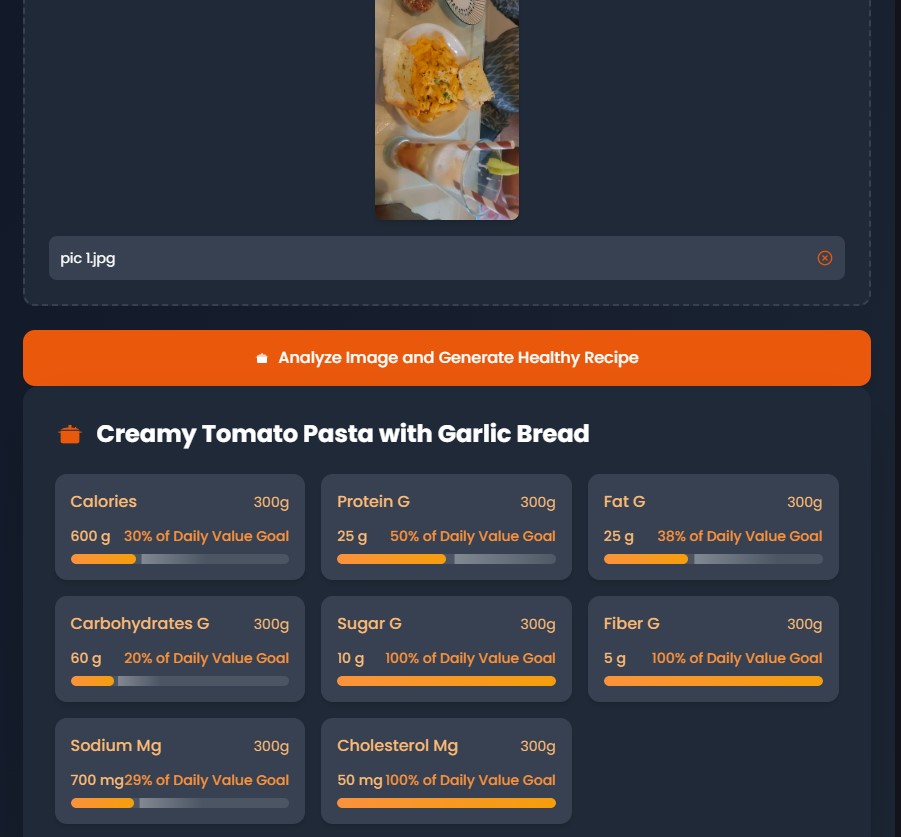 pic 1.jpg
Analyze Image and Generate Healthy Recipe
Creamy Tomato Pasta with Garlic Bread
Calories 300g
600 g 30% of Daily Value Goal
Protein G 300g
25 g 50% of Daily Value Goal
Fat G 300g
25 g 38% of Daily Value Goal
Carbohydrates G 300g
60 g 20% of Daily Value Goal
Sugar G 300g
10 g 100% of Daily Value Goal
Fiber G 300g
5 g 100% of Daily Value Goal
Sodium Mg 300g
700 mg 29% of Daily Value Goal
Cholesterol Mg 300g
50 mg 100% of Daily Value Goal